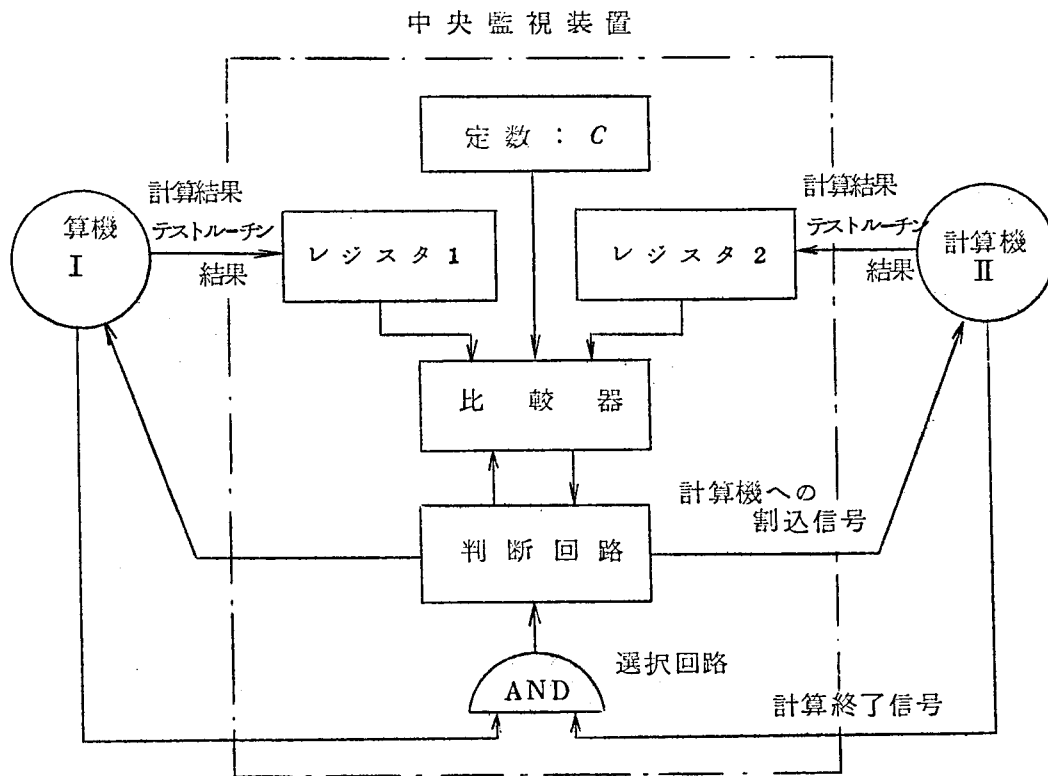 中央監視装置
定数：C
計算結果
テストルーチン
結果
算機
I
レジスタ1
レジスタ2
計算結果
テストルーチン
結果
計算機
II
比較器
計算機への
割込信号
判断回路
選択回路
AND
計算終了信号